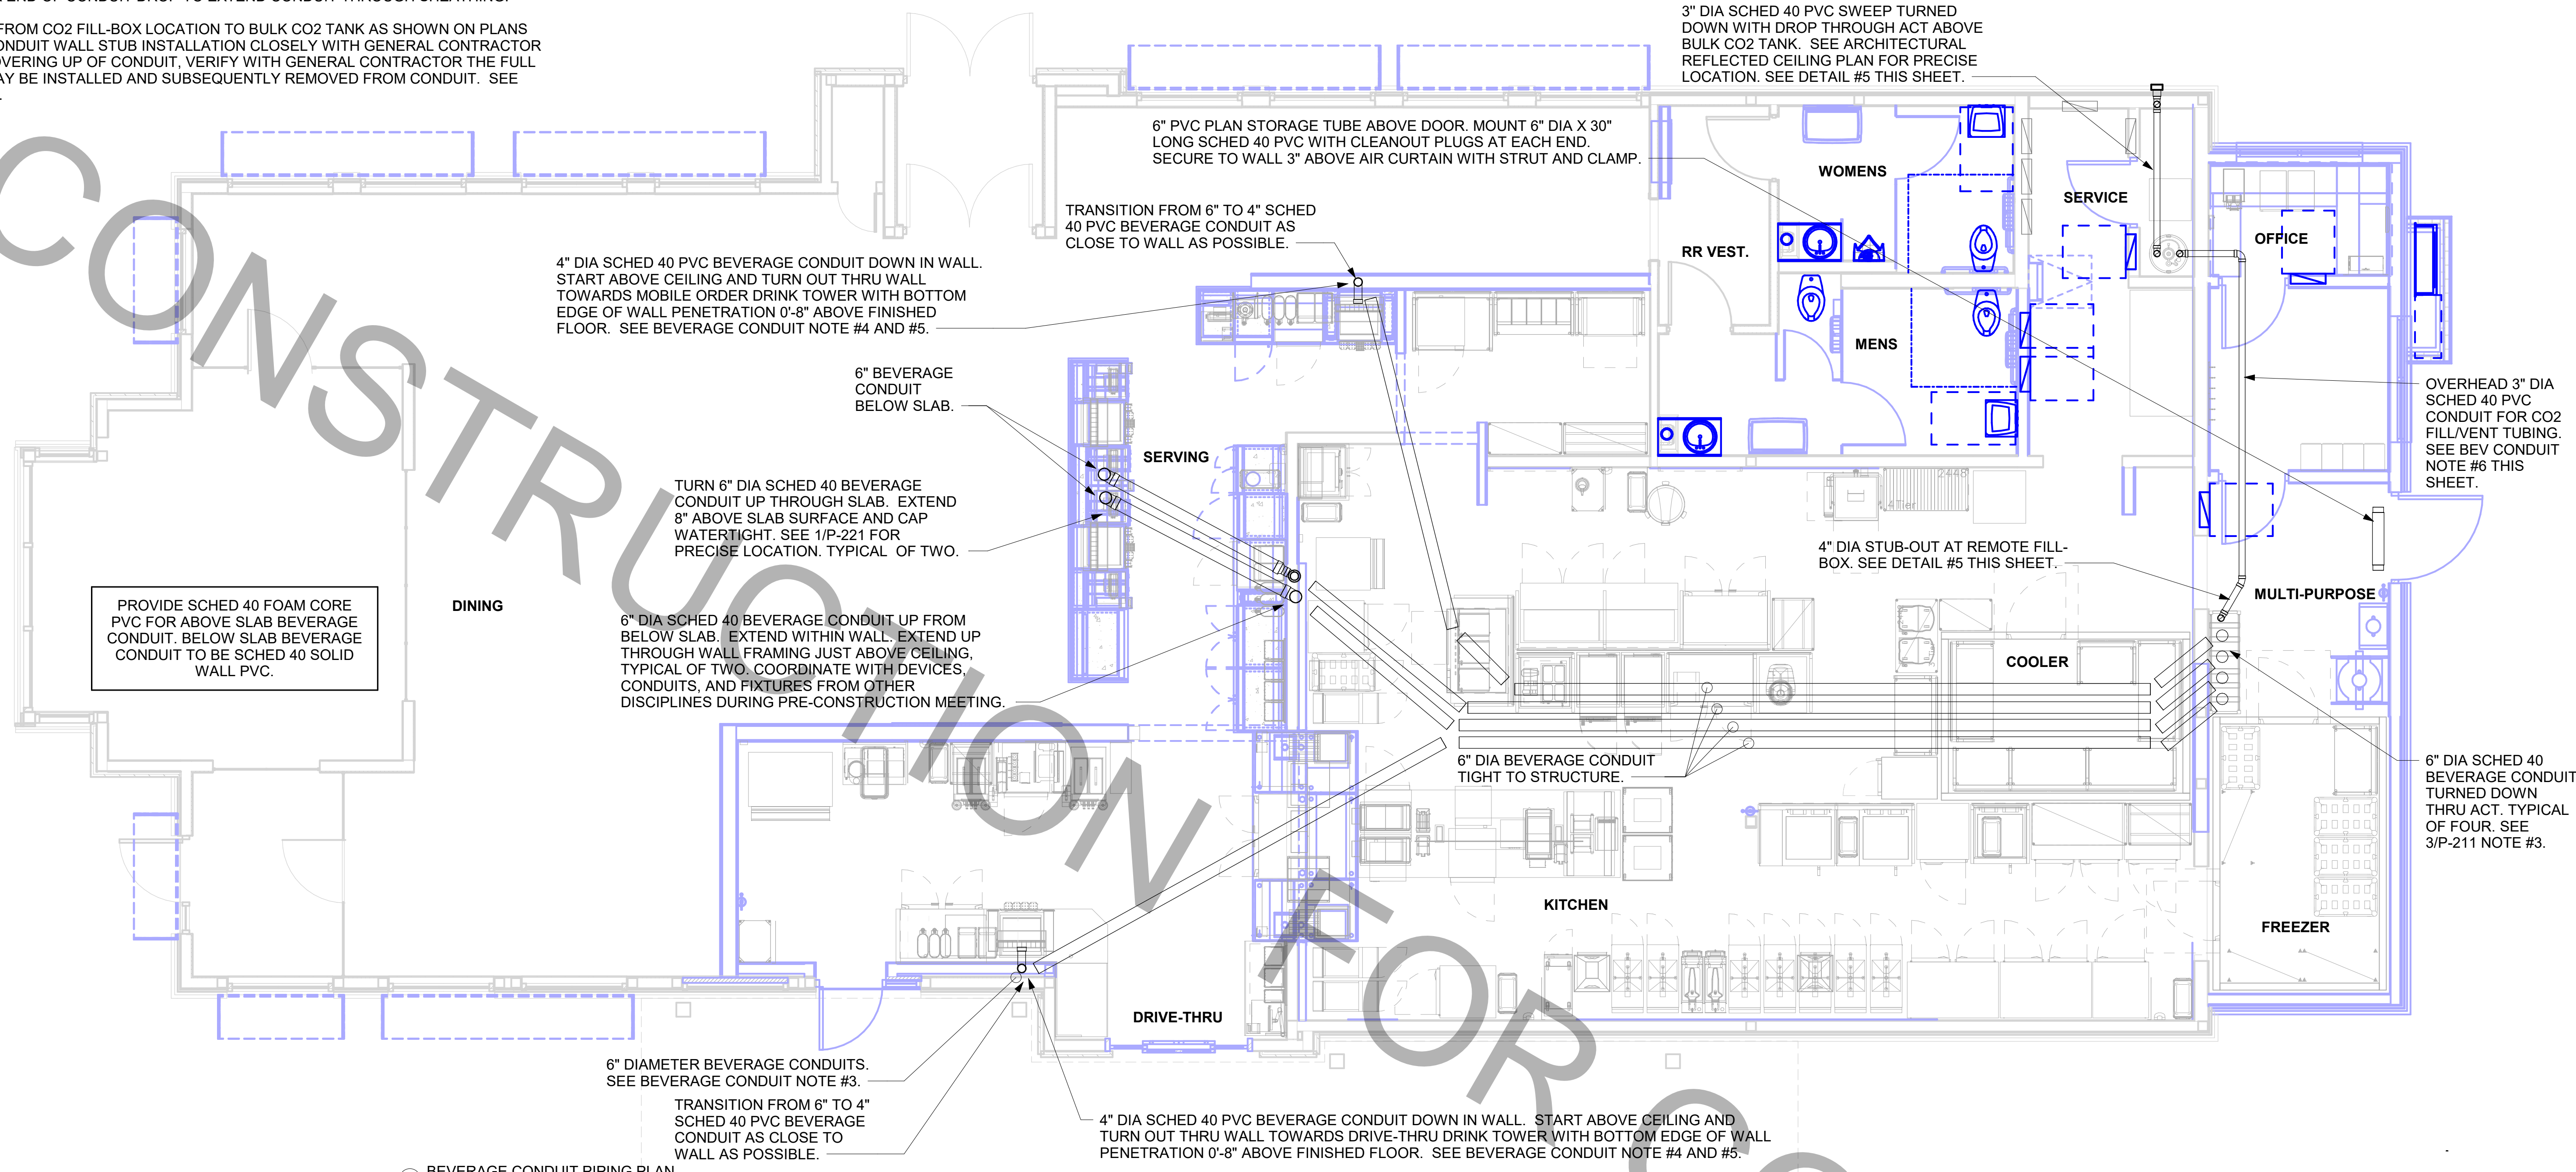 FROM CO2 FILL-BOX LOCATION TO BULK CO2 TANK AS SHOWN ON PLANS
CONDUIT WALL STUB INSTALLATION CLOSELY WITH GENERAL CONTRACTOR
OVERING UP OF CONDUIT, VERIFY WITH GENERAL CONTRACTOR THE FULL
AY BE INSTALLED AND SUBSEQUENTLY REMOVED FROM CONDUIT. SEE
3" DIA SCHED 40 PVC SWEEP TURNED
DOWN WITH DROP THROUGH ACT ABOVE
BULK CO2 TANK. SEE ARCHITECTURAL
REFLECTED CEILING PLAN FOR PRECISE
LOCATION. SEE DETAIL #5 THIS SHEET.
6" PVC PLAN STORAGE TUBE ABOVE DOOR. MOUNT 6" DIA X 30"
LONG SCHED 40 PVC WITH CLEANOUT PLUGS AT EACH END.
SECURE TO WALL 3" ABOVE AIR CURTAIN WITH STRUT AND CLAMP.
WOMENS
SERVICE
OFFICE
RR VEST.
MENS
TRANSITION FROM 6" TO 4" SCHED
40 PVC BEVERAGE CONDUIT AS
CLOSE TO WALL AS POSSIBLE.
4" DIA SCHED 40 PVC BEVERAGE CONDUIT DOWN IN WALL.
START ABOVE CEILING AND TURN OUT THRU WALL
TOWARDS MOBILE ORDER DRINK TOWER WITH BOTTOM
EDGE OF WALL PENETRATION 0'-8" ABOVE FINISHED
FLOOR. SEE BEVERAGE CONDUIT NOTE #4 AND #5.
6" BEVERAGE
CONDUIT
BELOW SLAB.
SERVING
OVERHEAD 3" DIA
SCHED 40 PVC
CONDUIT FOR CO2
FILL/VENT TUBING.
SEE BEV CONDUIT
NOTE #6 THIS
SHEET.
2448
4 Tier
TURN 6" DIA SCHED 40 BEVERAGE
CONDUIT UP THROUGH SLAB. EXTEND
8" ABOVE SLAB SURFACE AND CAP
WATERTIGHT. SEE 1/P-221 FOR
PRECISE LOCATION. TYPICAL OF TWO.
4" DIA STUB-OUT AT REMOTE FILL-
BOX. SEE DETAIL #5 THIS SHEET.
MULTI-PURPOSE
PROVIDE SCHED 40 FOAM CORE
PVC FOR ABOVE SLAB BEVERAGE
CONDUIT. BELOW SLAB BEVERAGE
CONDUIT TO BE SCHED 40 SOLID
WALL PVC.
DINING
6" DIA SCHED 40 BEVERAGE CONDUIT UP FROM
BELOW SLAB. EXTEND WITHIN WALL. EXTEND UP
THROUGH WALL FRAMING JUST ABOVE CEILING,
TYPICAL OF TWO. COORDINATE WITH DEVICES,
CONDUITS, AND FIXTURES FROM OTHER
DISCIPLINES DURING PRE-CONSTRUCTION MEETING.
COOLER
6" DIA BEVERAGE CONDUIT
TIGHT TO STRUCTURE.
6" DIA SCHED 40
BEVERAGE CONDUIT
TURNED DOWN
THRU ACT. TYPICAL
OF FOUR. SEE
3/P-211 NOTE #3.
KITCHEN
FREEZER
DRIVE-THRU
6" DIAMETER BEVERAGE CONDUITS.
SEE BEVERAGE CONDUIT NOTE #3.
TRANSITION FROM 6" TO 4"
SCHED 40 PVC BEVERAGE
CONDUIT AS CLOSE TO
WALL AS POSSIBLE.
4" DIA SCHED 40 PVC BEVERAGE CONDUIT DOWN IN WALL. START ABOVE CEILING AND
TURN OUT THRU WALL TOWARDS DRIVE-THRU DRINK TOWER WITH BOTTOM EDGE OF WALL
PENETRATION 0'-8" ABOVE FINISHED FLOOR. SEE BEVERAGE CONDUIT NOTE #4 AND #5.
BEVERAGE CONDUIT PIPING PLAN
CONSTRUCTION FOR CO